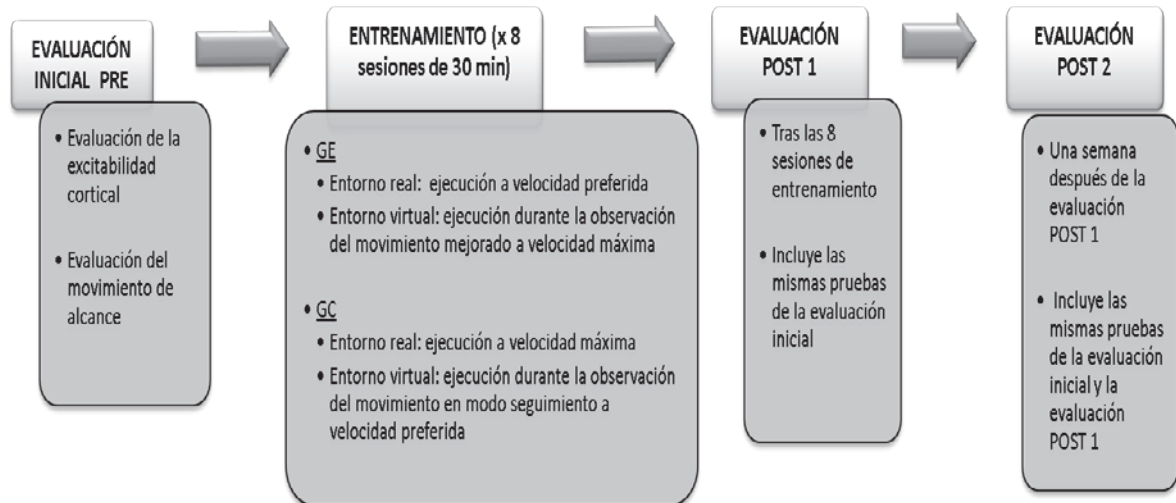 EVALUACIÓN
INICIAL PRE
• Evaluación de la
excitabilidad
cortical
• Evaluación del
movimiento de
alcance
ENTRENAMIENTO (x 8
sesiones de 30 min)
• GE
• Entorno real: ejecución a velocidad preferida
• Entorno virtual: ejecución durante la observación
del movimiento mejorado a velocidad máxima
• GC
• Entorno real: ejecución a velocidad máxima
• Entorno virtual: ejecución durante la observación
del movimiento en modo seguimiento a
velocidad preferida
EVALUACIÓN
POST 1
• Tras las 8
sesiones de
entrenamiento
• Incluye las
mismas pruebas
de la evaluación
inicial
EVALUACIÓN
POST 2
• Una semana
después de la
evaluación
POST 1
• Incluye las
mismas pruebas
de la evaluación
inicial y la
evaluación
POST 1